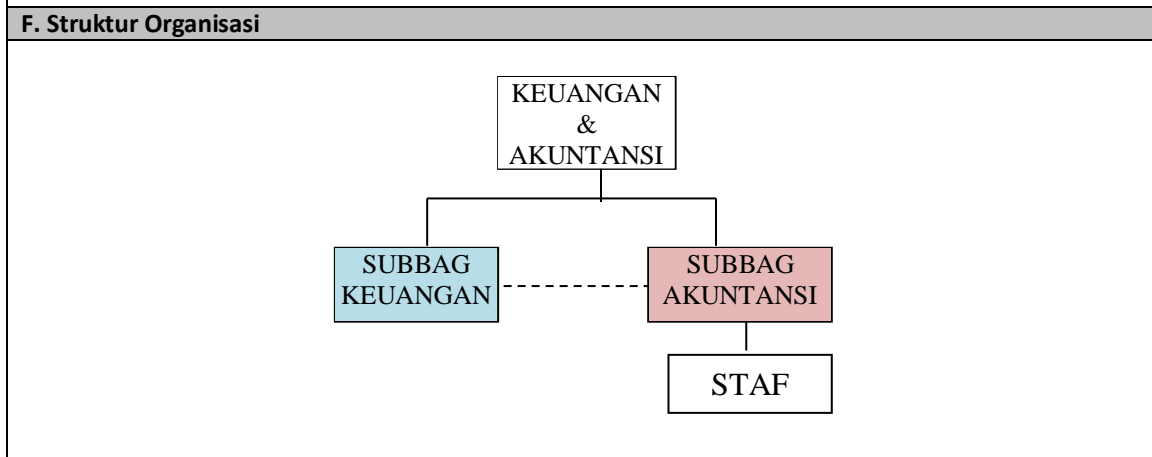 F. Struktur Organisasi
KEUANGAN
&
AKUNTANSI
SUBBAG
KEUANGAN
SUBBAG
AKUNTANSI
STAF